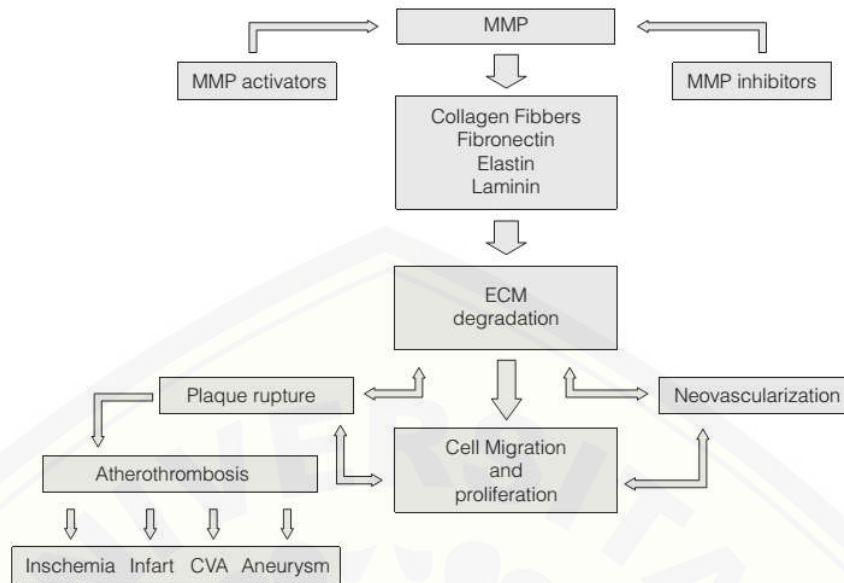 MMP
MMP activators
MMP inhibitors
Collagen Fibbers
Fibronectin
Elastin
Laminin
ECM
degradation
Plaque rupture
Neovascularization
Cell Migration
and
proliferation
Atherothrombosis
Inschemia Infart CVA Aneurysm